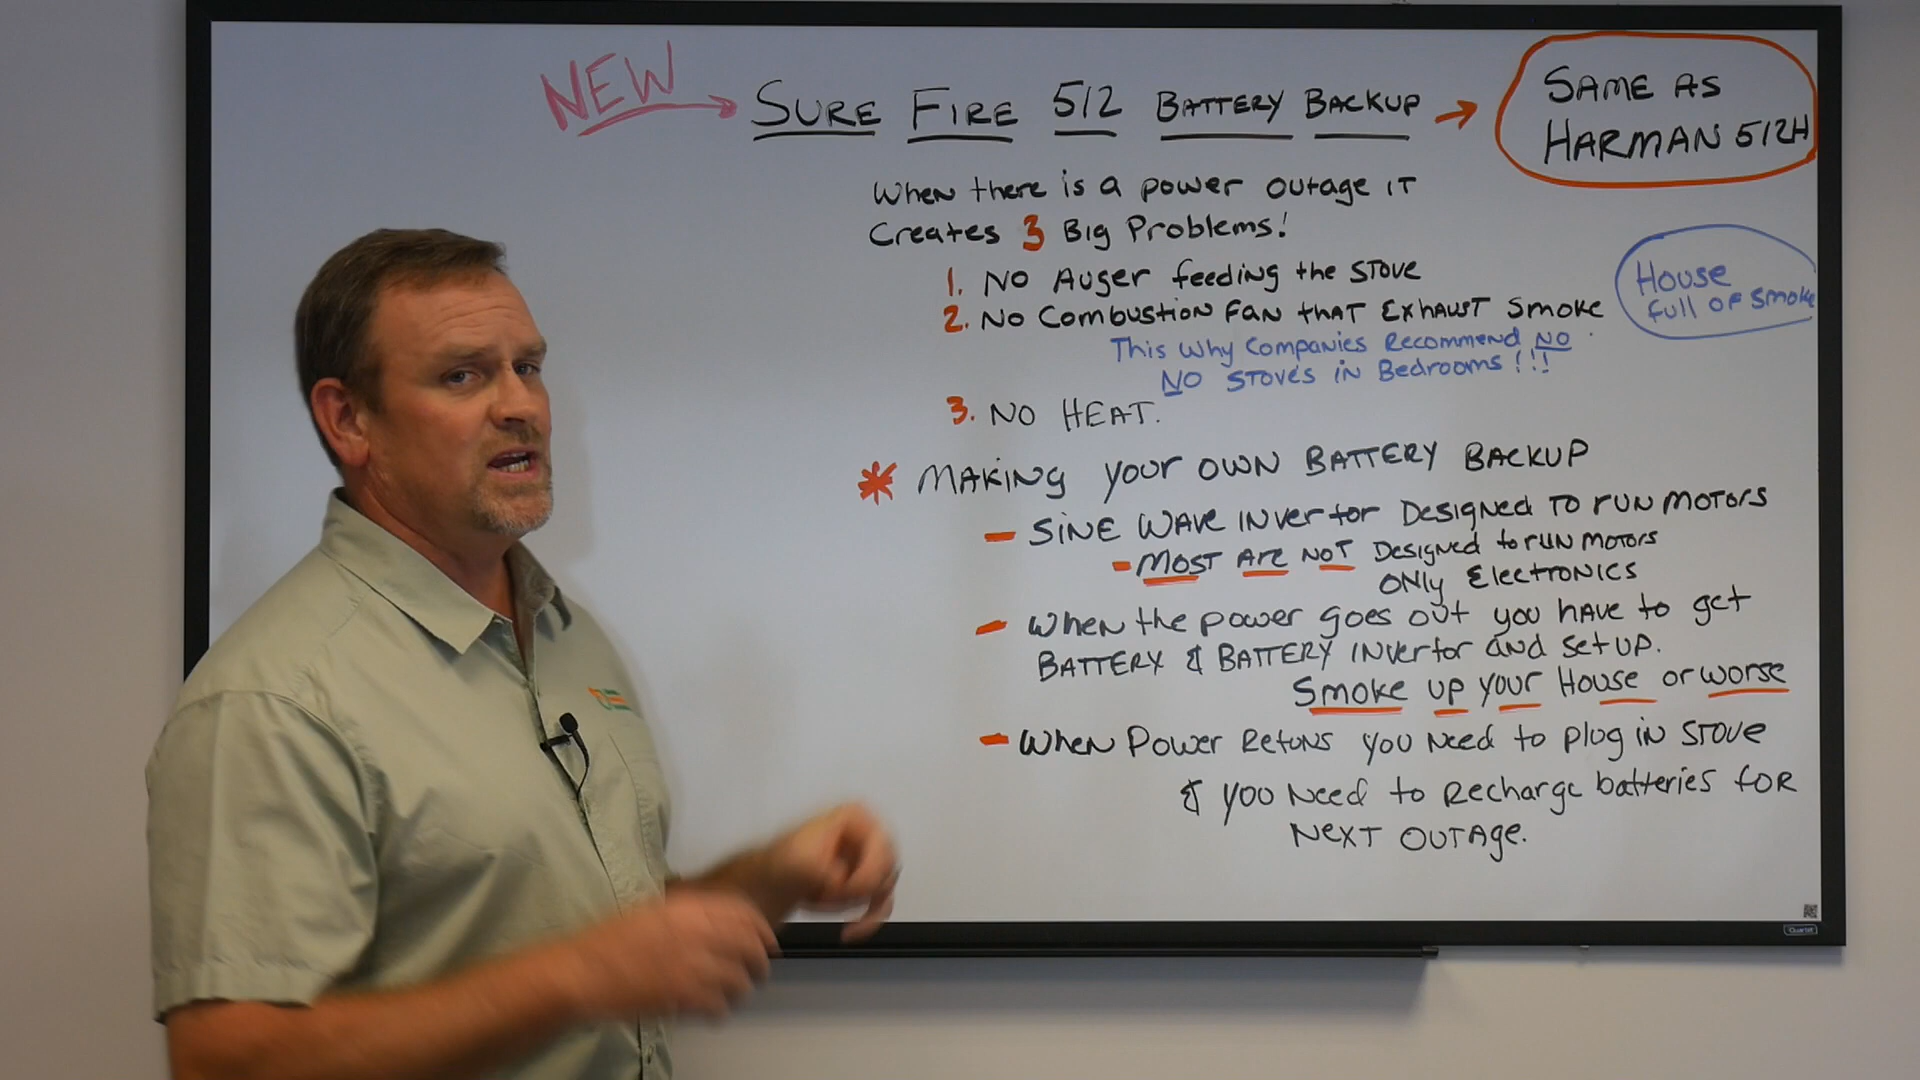 NEW
SURE FIRE 512 BATTERY BACKUP
SAME AS
HARMAN 512H
When there is a power outage IT
Creates 3 Big Problems!
1. NO Auger feeding the STOVE
2. NO Combustion Fan that Exhaust Smoke
House
full of smoke
This Why Companies Recommend NO
NO STOVES in Bedrooms!!!
3. NO HEAT.
* MAKING YOUR OWN BATTERY BACKUP
- SINE WAVE INVERTOR DESIGNED TO RUN MOTORS
- MOST ARE NOT Designed to RUN MOTORS
ONLY ElectRONICS
- When the power goes out you have to get
BATTERY & BATTERY INVERTOR and set UP.
Smoke up your House or worse
- When Power Retuns you Need to plug in STOVE
& YOU Need to Recharge batteries FOR
NEXT OUTAGE.
Quartet